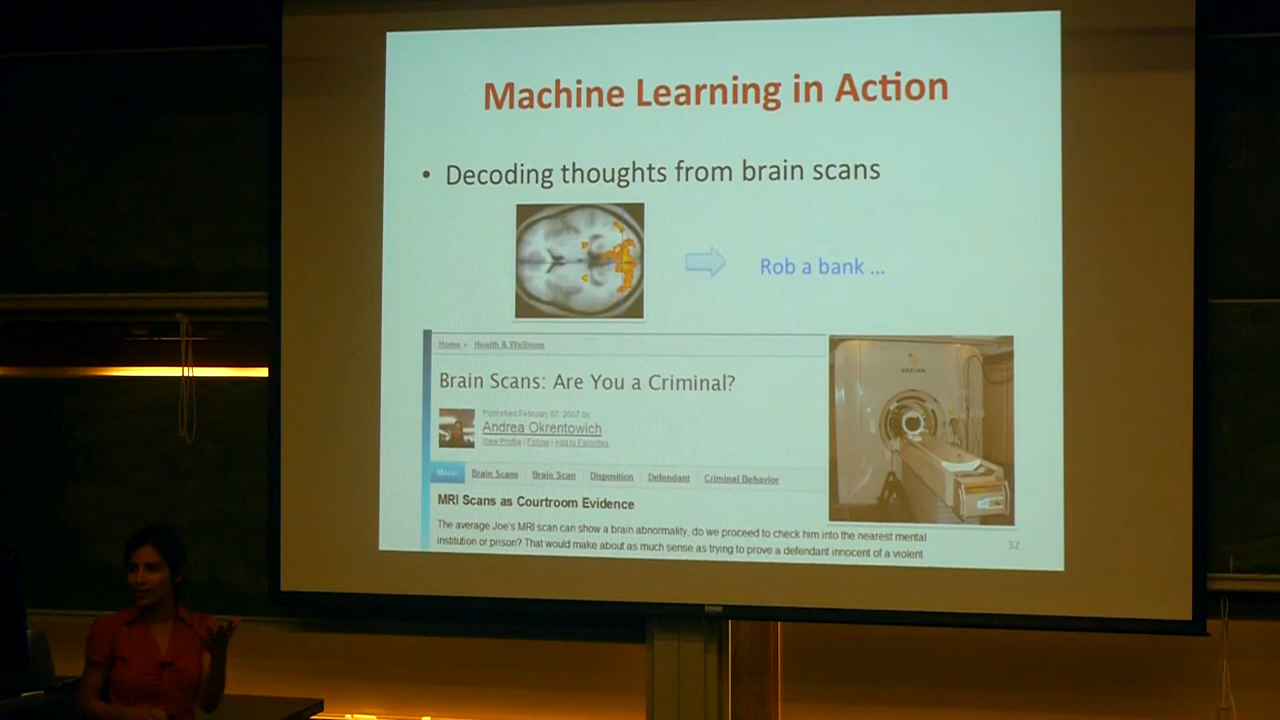 Machine Learning in Action
• Decoding thoughts from brain scans
Rob a bank ...
Home » Health & Wellness
VARIAN
Brain Scans: Are You a Criminal?
Published February 07, 2007 by:
Andrea Okrentowich
View Profile | Follow | Add to Favorites
More: Brain Scans Brain Scan Disposition Defendant Criminal Behavior
MRI Scans as Courtroom Evidence
The average Joe's MRI scan can show a brain abnormality, do we proceed to check him into the nearest mental
institution or prison? That would make about as much sense as trying to prove a defendant innocent of a violent
32